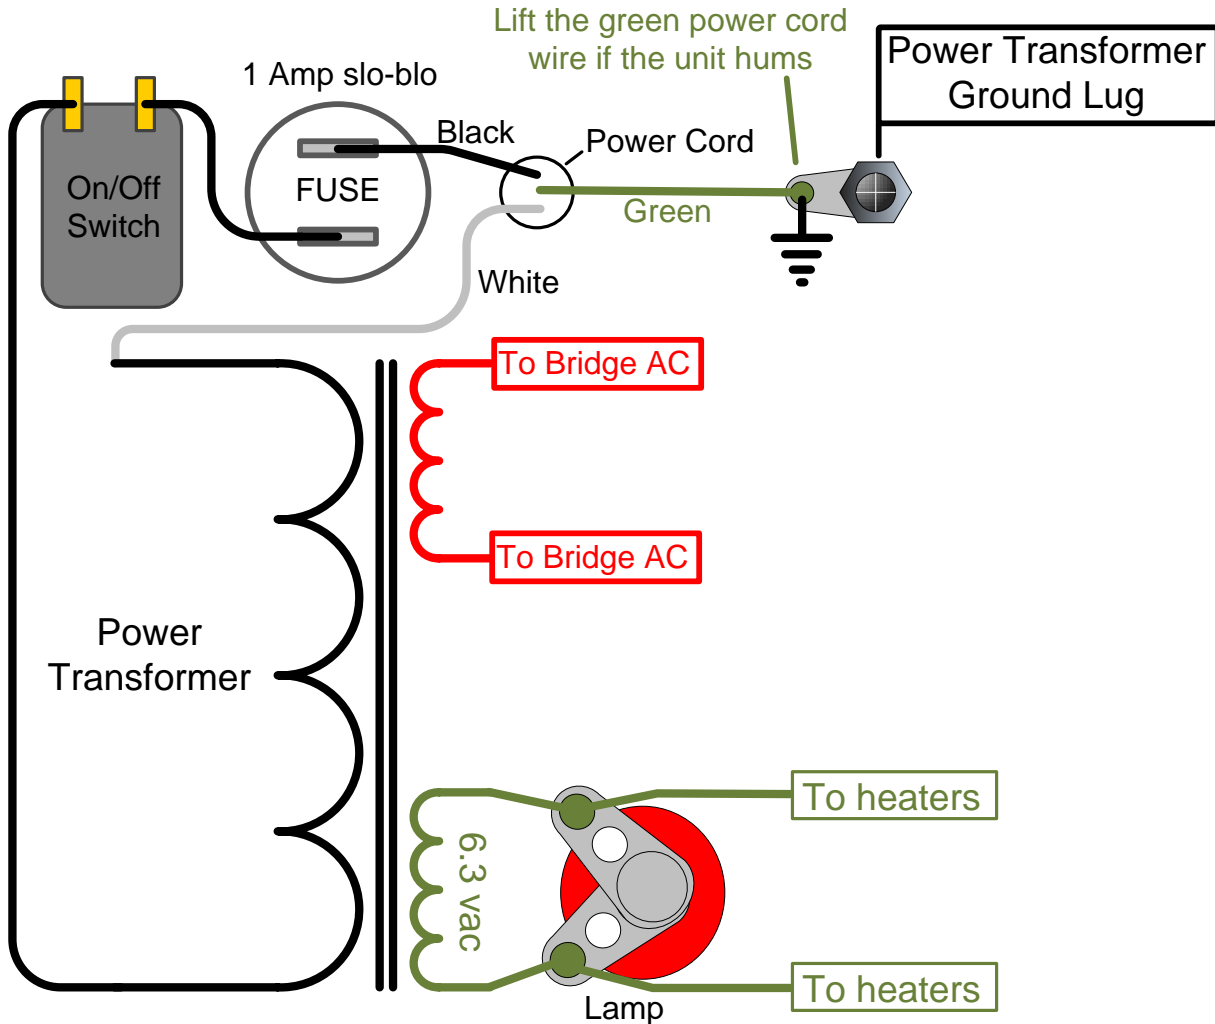 Lift the green power cord
wire if the unit hums
Power Transformer
Ground Lug
1 Amp slo-blo
Black
Power Cord
On/Off
Switch
FUSE
Green
White
To Bridge AC
To Bridge AC
Power
Transformer
6.3 vac
To heaters
To heaters
Lamp